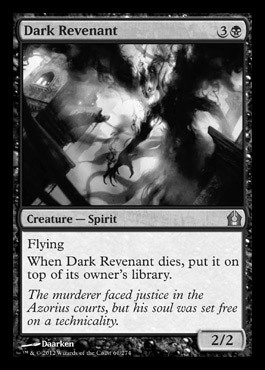 Dark Revenant 3
Creature — Spirit
Flying
When Dark Revenant dies, put it on
top of its owner's library.
The murderer faced justice in the
Azorius courts, but his soul was set free
on a technicality.
2/2
Daarken
™ & © 2012 Wizards of the Coast 61/274